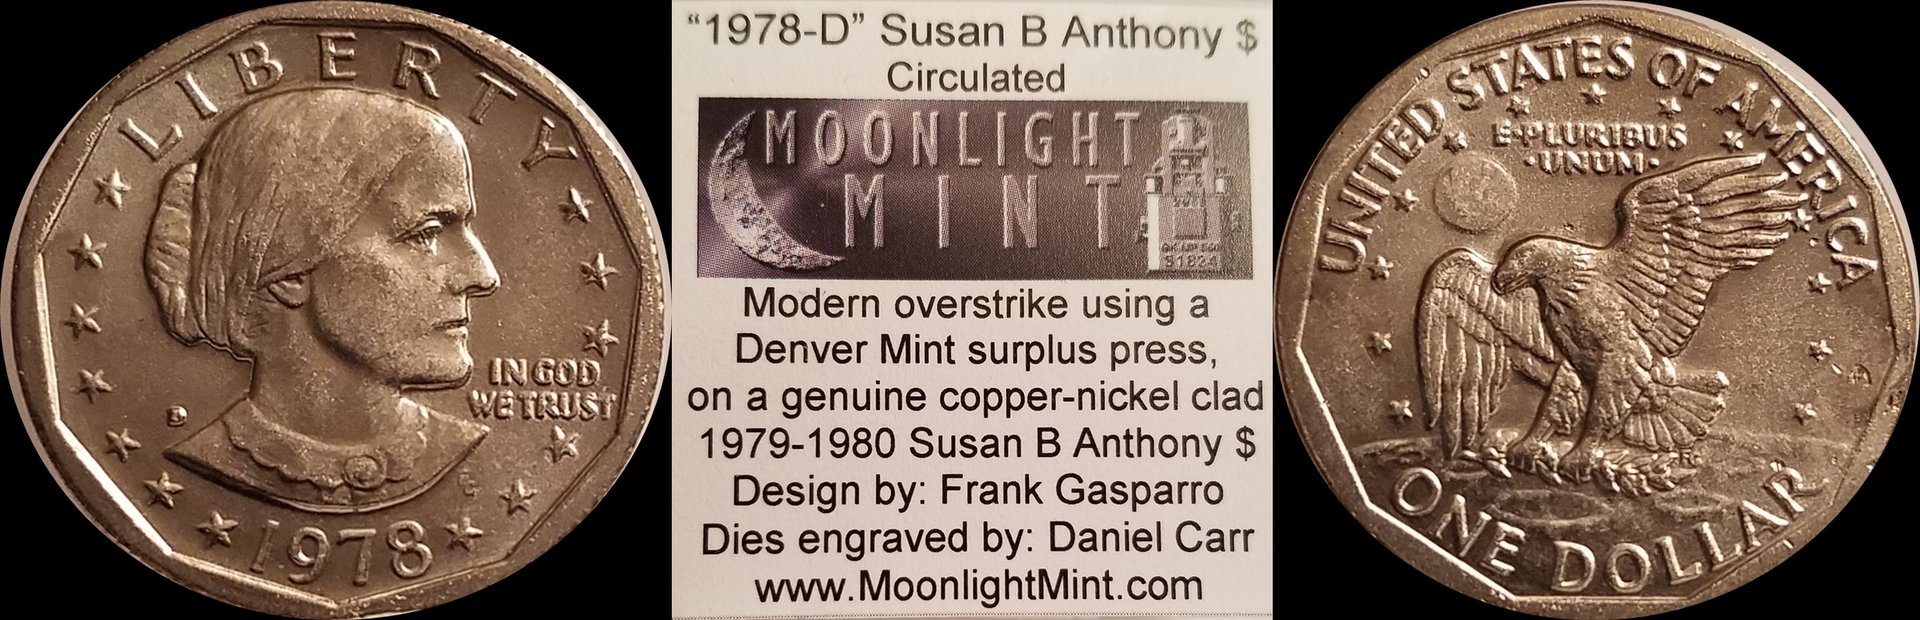 LIBERTY
IN GOD
WE TRUST
D
1978
"1978-D" Susan B Anthony $
Circulated
MOONLIGHT
MINT
Modern overstrike using a
Denver Mint surplus press,
on a genuine copper-nickel clad
1979-1980 Susan B Anthony $
Design by: Frank Gasparro
Dies engraved by: Daniel Carr
www.MoonlightMint.com
UNITED STATES OF AMERICA
E·PLURIBUS
·UNUM·
ONE DOLLAR